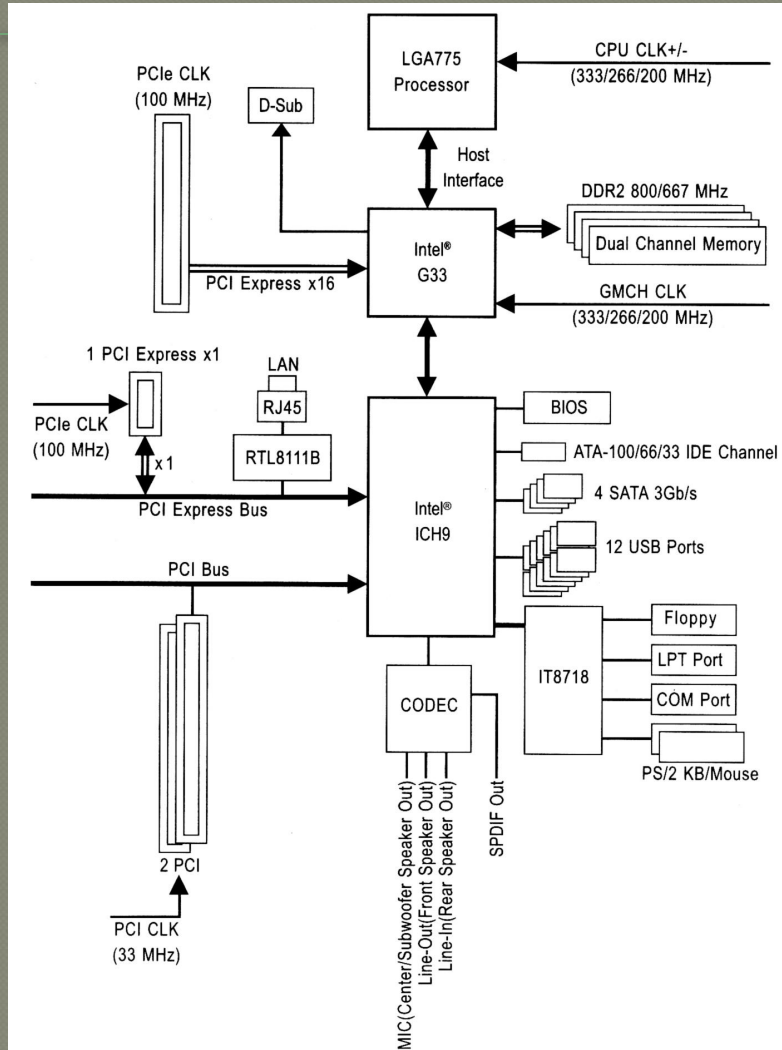 LGA775
Processor
CPU CLK+/-
(333/266/200 MHz)
PCIe CLK
(100 MHz)
D-Sub
Host
Interface
DDR2 800/667 MHz
Dual Channel Memory
Intel®
G33
PCI Express x16
GMCH CLK
(333/266/200 MHz)
1 PCI Express x1
LAN
RJ45
PCIe CLK
(100 MHz)
x1
RTL8111B
PCI Express Bus
Intel®
ICH9
BIOS
ATA-100/66/33 IDE Channel
4 SATA 3Gb/s
12 USB Ports
PCI Bus
IT8718
Floppy
LPT Port
COM Port
PS/2 KB/Mouse
CODEC
MIC(Center/Subwoofer Speaker Out)
Line-Out(Front Speaker Out)
Line-In(Rear Speaker Out)
SPDIF Out
2 PCI
PCI CLK
(33 MHz)